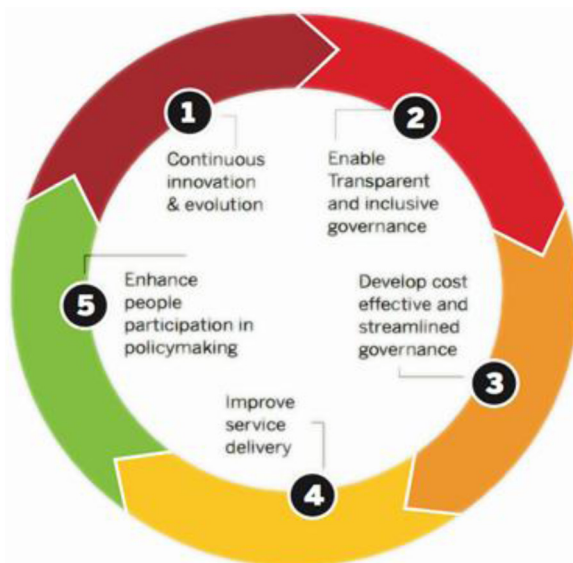 1
Continuous
innovation
& evolution
2
Enable
Transparent
and inclusive
governance
3
Develop cost
effective and
streamlined
governance
4
Improve
service
delivery
5
Enhance
people
participation in
policymaking